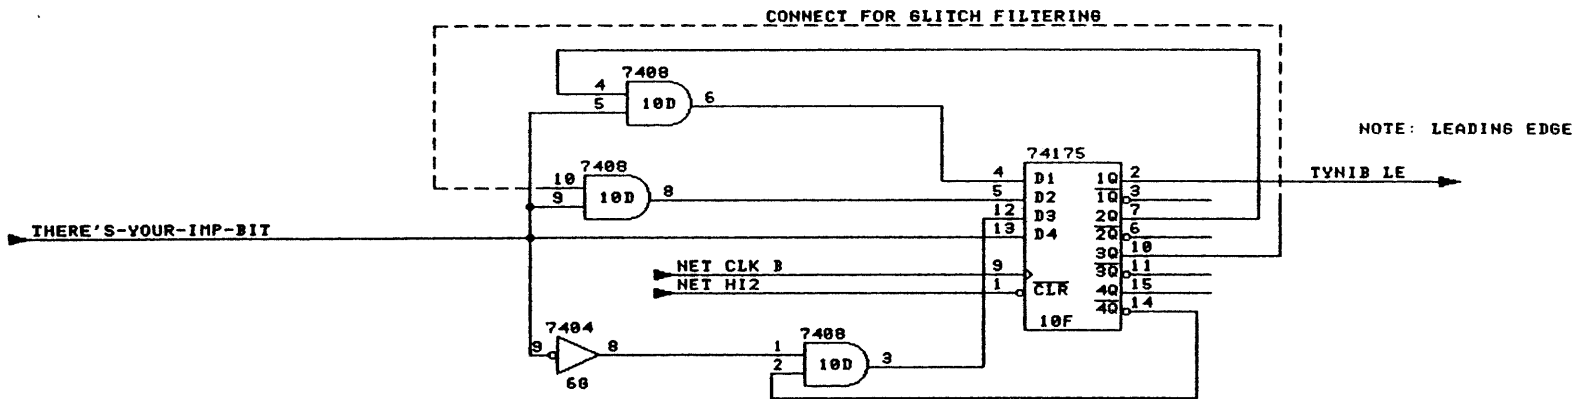 CONNECT FOR GLITCH FILTERING
7408
4
5
10D
6
NOTE: LEADING EDGE
7408
10
9
10D
8
74175
4 D1 1Q 2
5 D2 1Q 3
12 D3 2Q 7
13 D4 2Q 6
3Q 10
9 3Q 11
1 CLR 4Q 15
4Q 14
10F
TYNIB LE
THERE'S-YOUR-IMP-BIT
NET CLK B
NET HI2
7404
9
8
6G
7408
1
2
10D
3